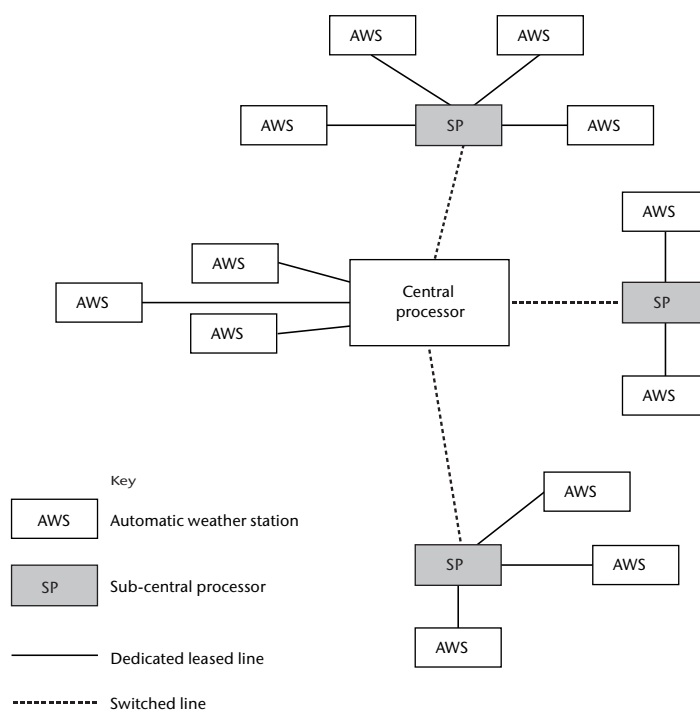 AWS
AWS
AWS
SP
AWS
AWS
AWS
Central
processor
AWS
SP
AWS
AWS
AWS
Key
AWS
AWS
Automatic weather station
SP
AWS
SP
Sub-central processor
AWS
Dedicated leased line
Switched line